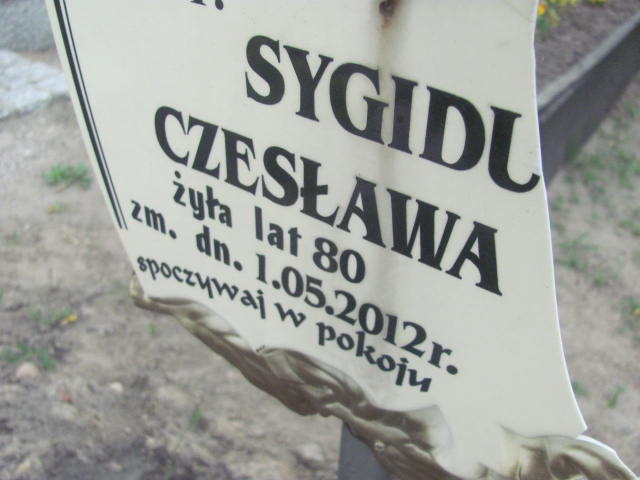 SYGIDU
CZESŁAWA
żyła lat 80
zm. dn. 1.05.2012r.
spoczywaj w pokoju